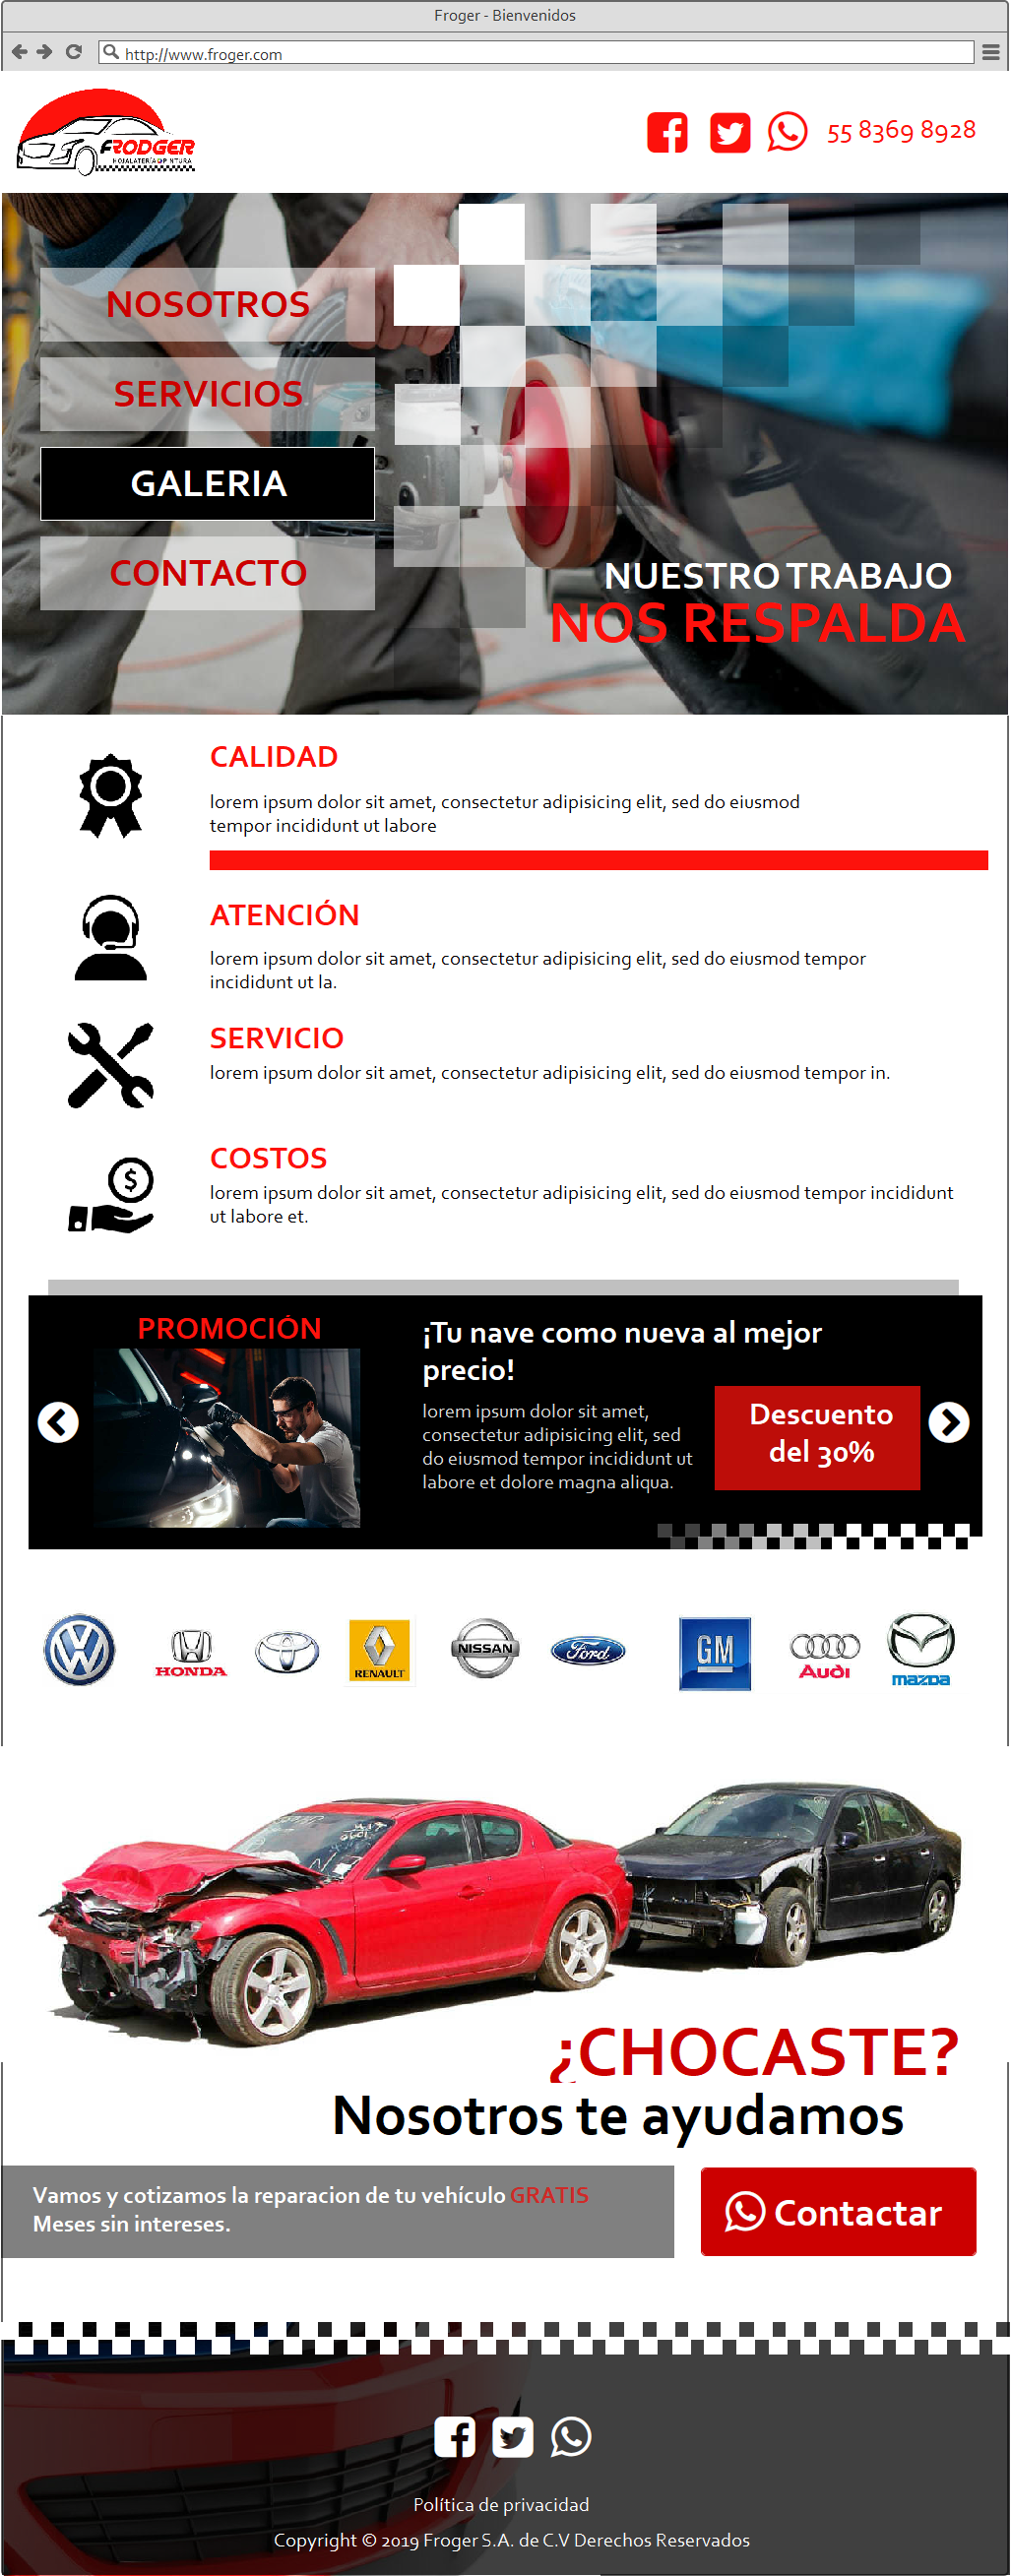 Froger - Bienvenidos
http://www.froger.com
FRODGER
HOJALATERÍA & PINTURA
55 8369 8928
NOSOTROS
SERVICIOS
GALERIA
CONTACTO
NUESTRO TRABAJO
NOS RESPALDA
CALIDAD
lorem ipsum dolor sit amet, consectetur adipisicing elit, sed do eiusmod
tempor incididunt ut labore
ATENCIÓN
lorem ipsum dolor sit amet, consectetur adipisicing elit, sed do eiusmod tempor
incididunt ut la.
SERVICIO
lorem ipsum dolor sit amet, consectetur adipisicing elit, sed do eiusmod tempor in.
COSTOS
$
lorem ipsum dolor sit amet, consectetur adipisicing elit, sed do eiusmod tempor incididunt
ut labore et.
PROMOCIÓN
¡Tu nave como nueva al mejor
precio!
lorem ipsum dolor sit amet,
consectetur adipisicing elit, sed
do eiusmod tempor incididunt ut
labore et dolore magna aliqua.
Descuento
del 30%
VW
HONDA
RENAULT
NISSAN
Ford
GM
Audi
mazda
¿CHOCASTE?
Nosotros te ayudamos
Vamos y cotizamos la reparacion de tu vehículo GRATIS
Meses sin intereses.
Contactar
Política de privacidad
Copyright © 2019 Froger S.A. de C.V Derechos Reservados